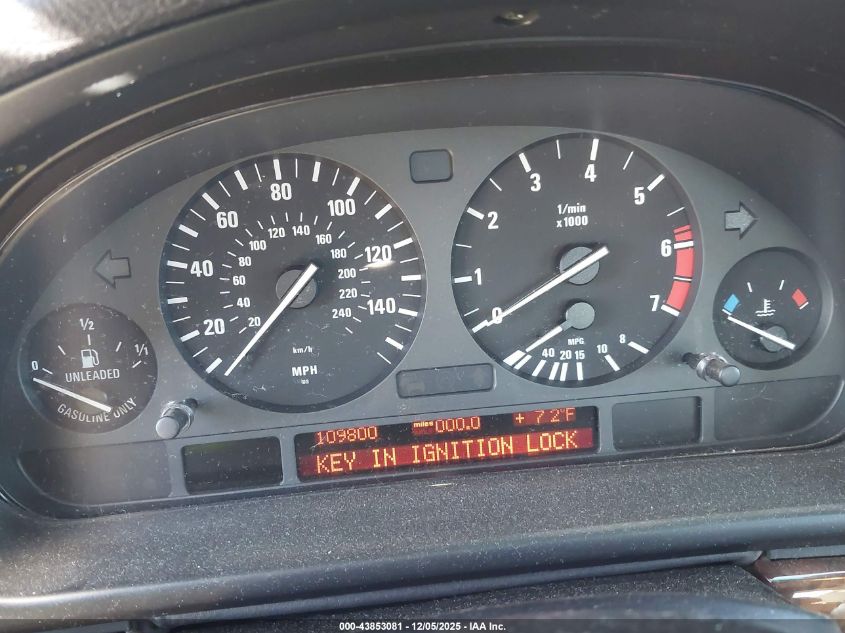 80
60
100
40
120
20
140
120 140
100
160
80
180
60
200
40
220
20
240
km/h
MPH
4
3
5
2
1/min
x 1000
1
6
0
7
MPG
40 20 15 10 8
1/2
0
1/1
UNLEADED
GASOLINE ONLY
109800 miles 000.0 + 72°F
KEY IN IGNITION LOCK
000-43853081 - 12/05/2025 - IAA Inc.